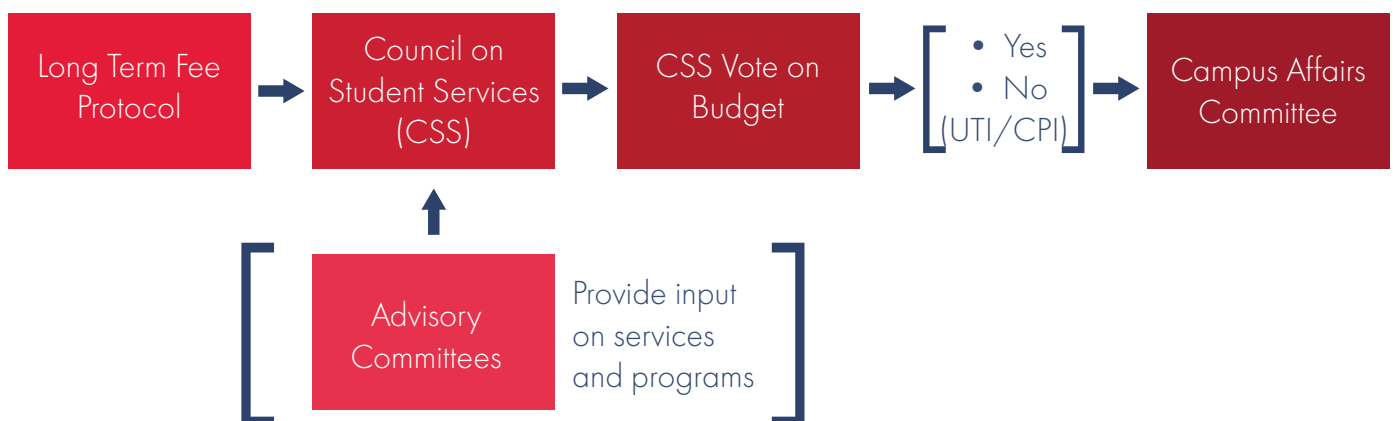 Long Term Fee
Protocol
Council on
Student Services
(CSS)
CSS Vote on
Budget
• Yes
• No
(UTI/CPI)
Campus Affairs
Committee
Advisory
Committees
Provide input
on services
and programs